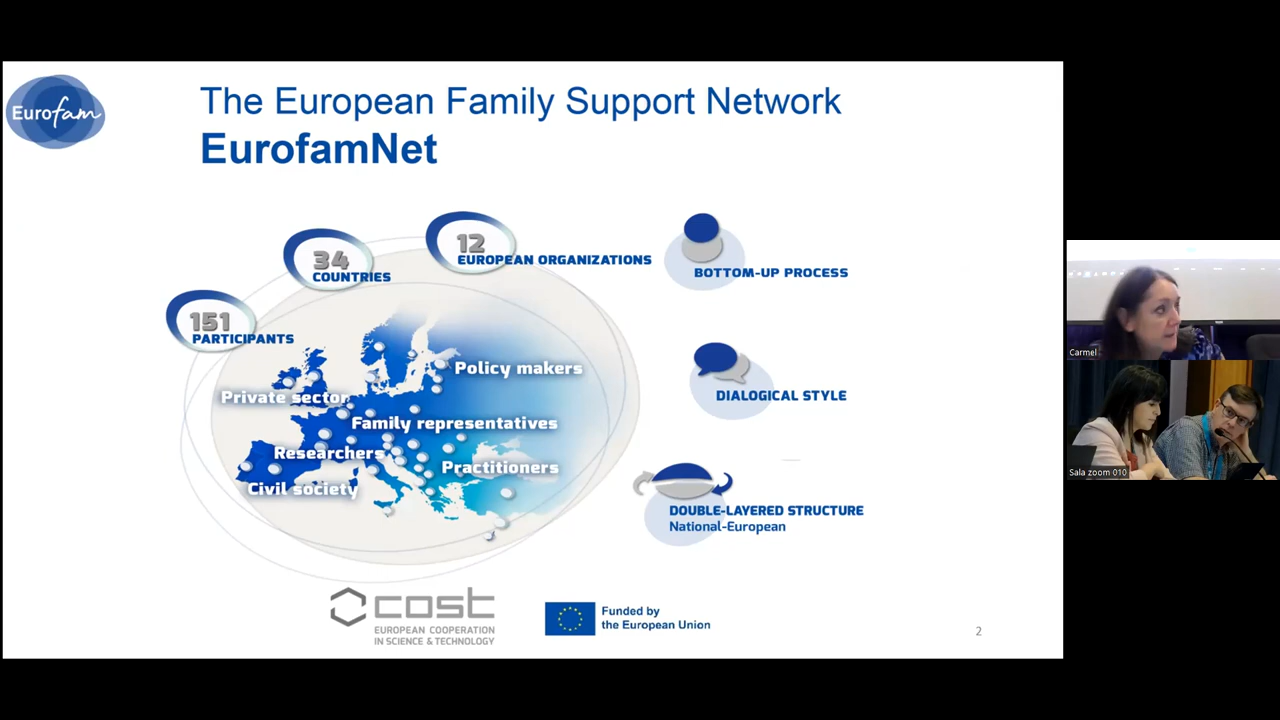 Eurofam
The European Family Support Network
EurofamNet
151
PARTICIPANTS
34
COUNTRIES
12
EUROPEAN ORGANIZATIONS
Policy makers
Private sector
Family representatives
Researchers
Practitioners
Civil society
BOTTOM-UP PROCESS
DIALOGICAL STYLE
DOUBLE-LAYERED STRUCTURE
National-European
cost
EUROPEAN COOPERATION
IN SCIENCE & TECHNOLOGY
Funded by
the European Union
2
Carmel
Sala zoom 010